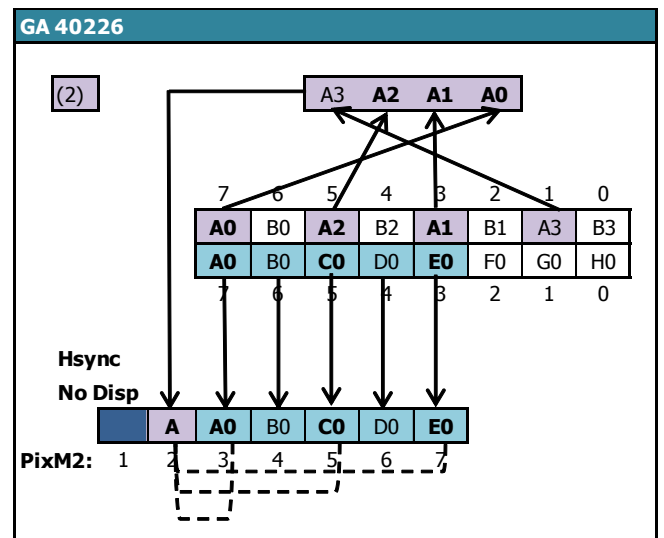 GA 40226
(2) A3 A2 A1 A0
7 6 5 4 3 2 1 0
A0 B0 A2 B2 A1 B1 A3 B3
A0 B0 C0 D0 E0 F0 G0 H0
7 6 5 4 3 2 1 0
Hsync
No Disp
A A0 B0 C0 D0 E0
PixM2: 1 2 3 4 5 6 7